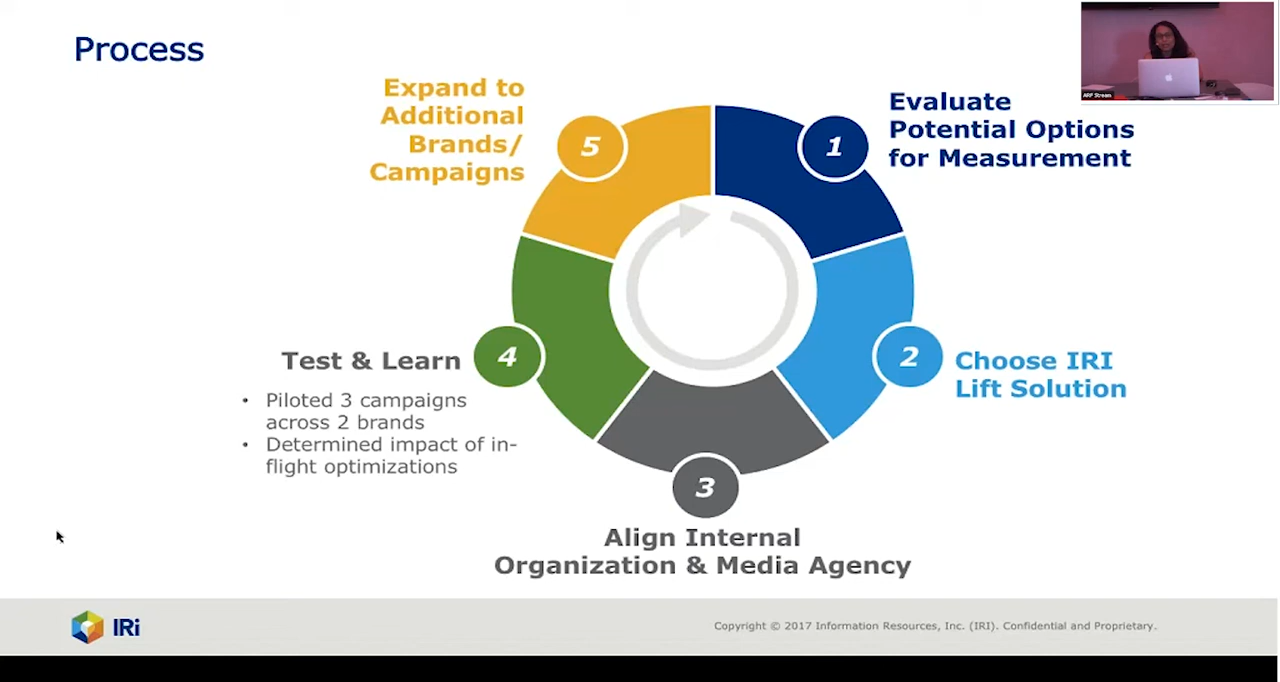 Process
ARF Stream
Expand to
Additional
Brands/
Campaigns
5
1
Evaluate
Potential Options
for Measurement
Test & Learn
4
• Piloted 3 campaigns
across 2 brands
• Determined impact of in-
flight optimizations
2
Choose IRI
Lift Solution
3
Align Internal
Organization & Media Agency
IRi
Copyright © 2017 Information Resources, Inc. (IRI). Confidential and Proprietary.